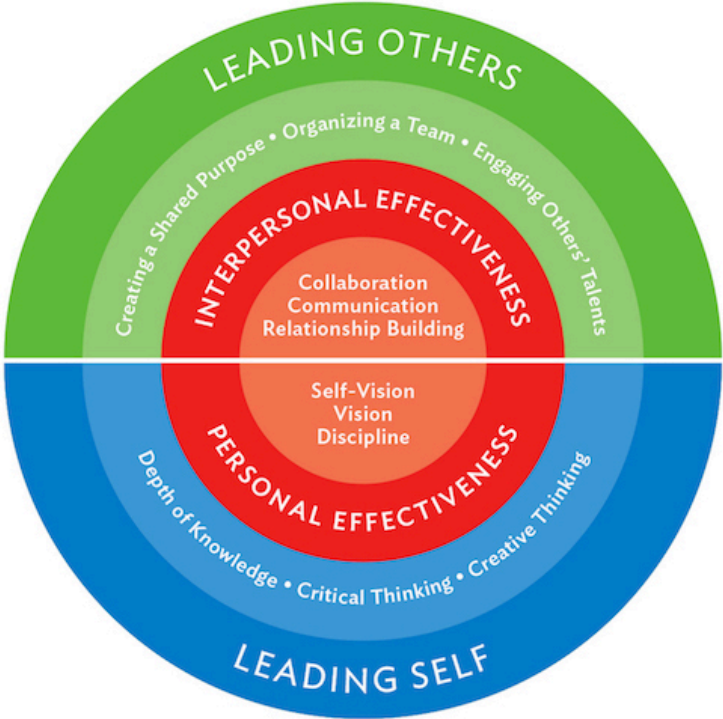 LEADING OTHERS
Creating a Shared Purpose • Organizing a Team • Engaging Others’ Talents
INTERPERSONAL EFFECTIVENESS
Collaboration
Communication
Relationship Building
Self-Vision
Vision
Discipline
PERSONAL EFFECTIVENESS
Depth of Knowledge • Critical Thinking • Creative Thinking
LEADING SELF